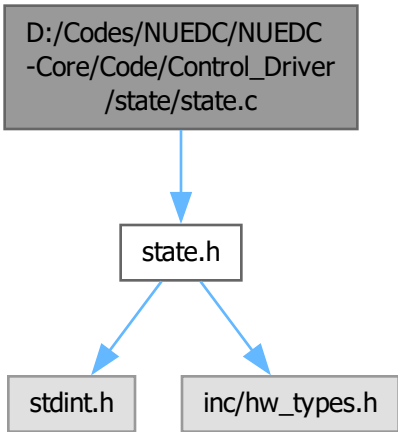 D:/Codes/NUEDC/NUEDC
-Core/Code/Control_Driver
/state/state.c
state.h
stdint.h
inc/hw_types.h